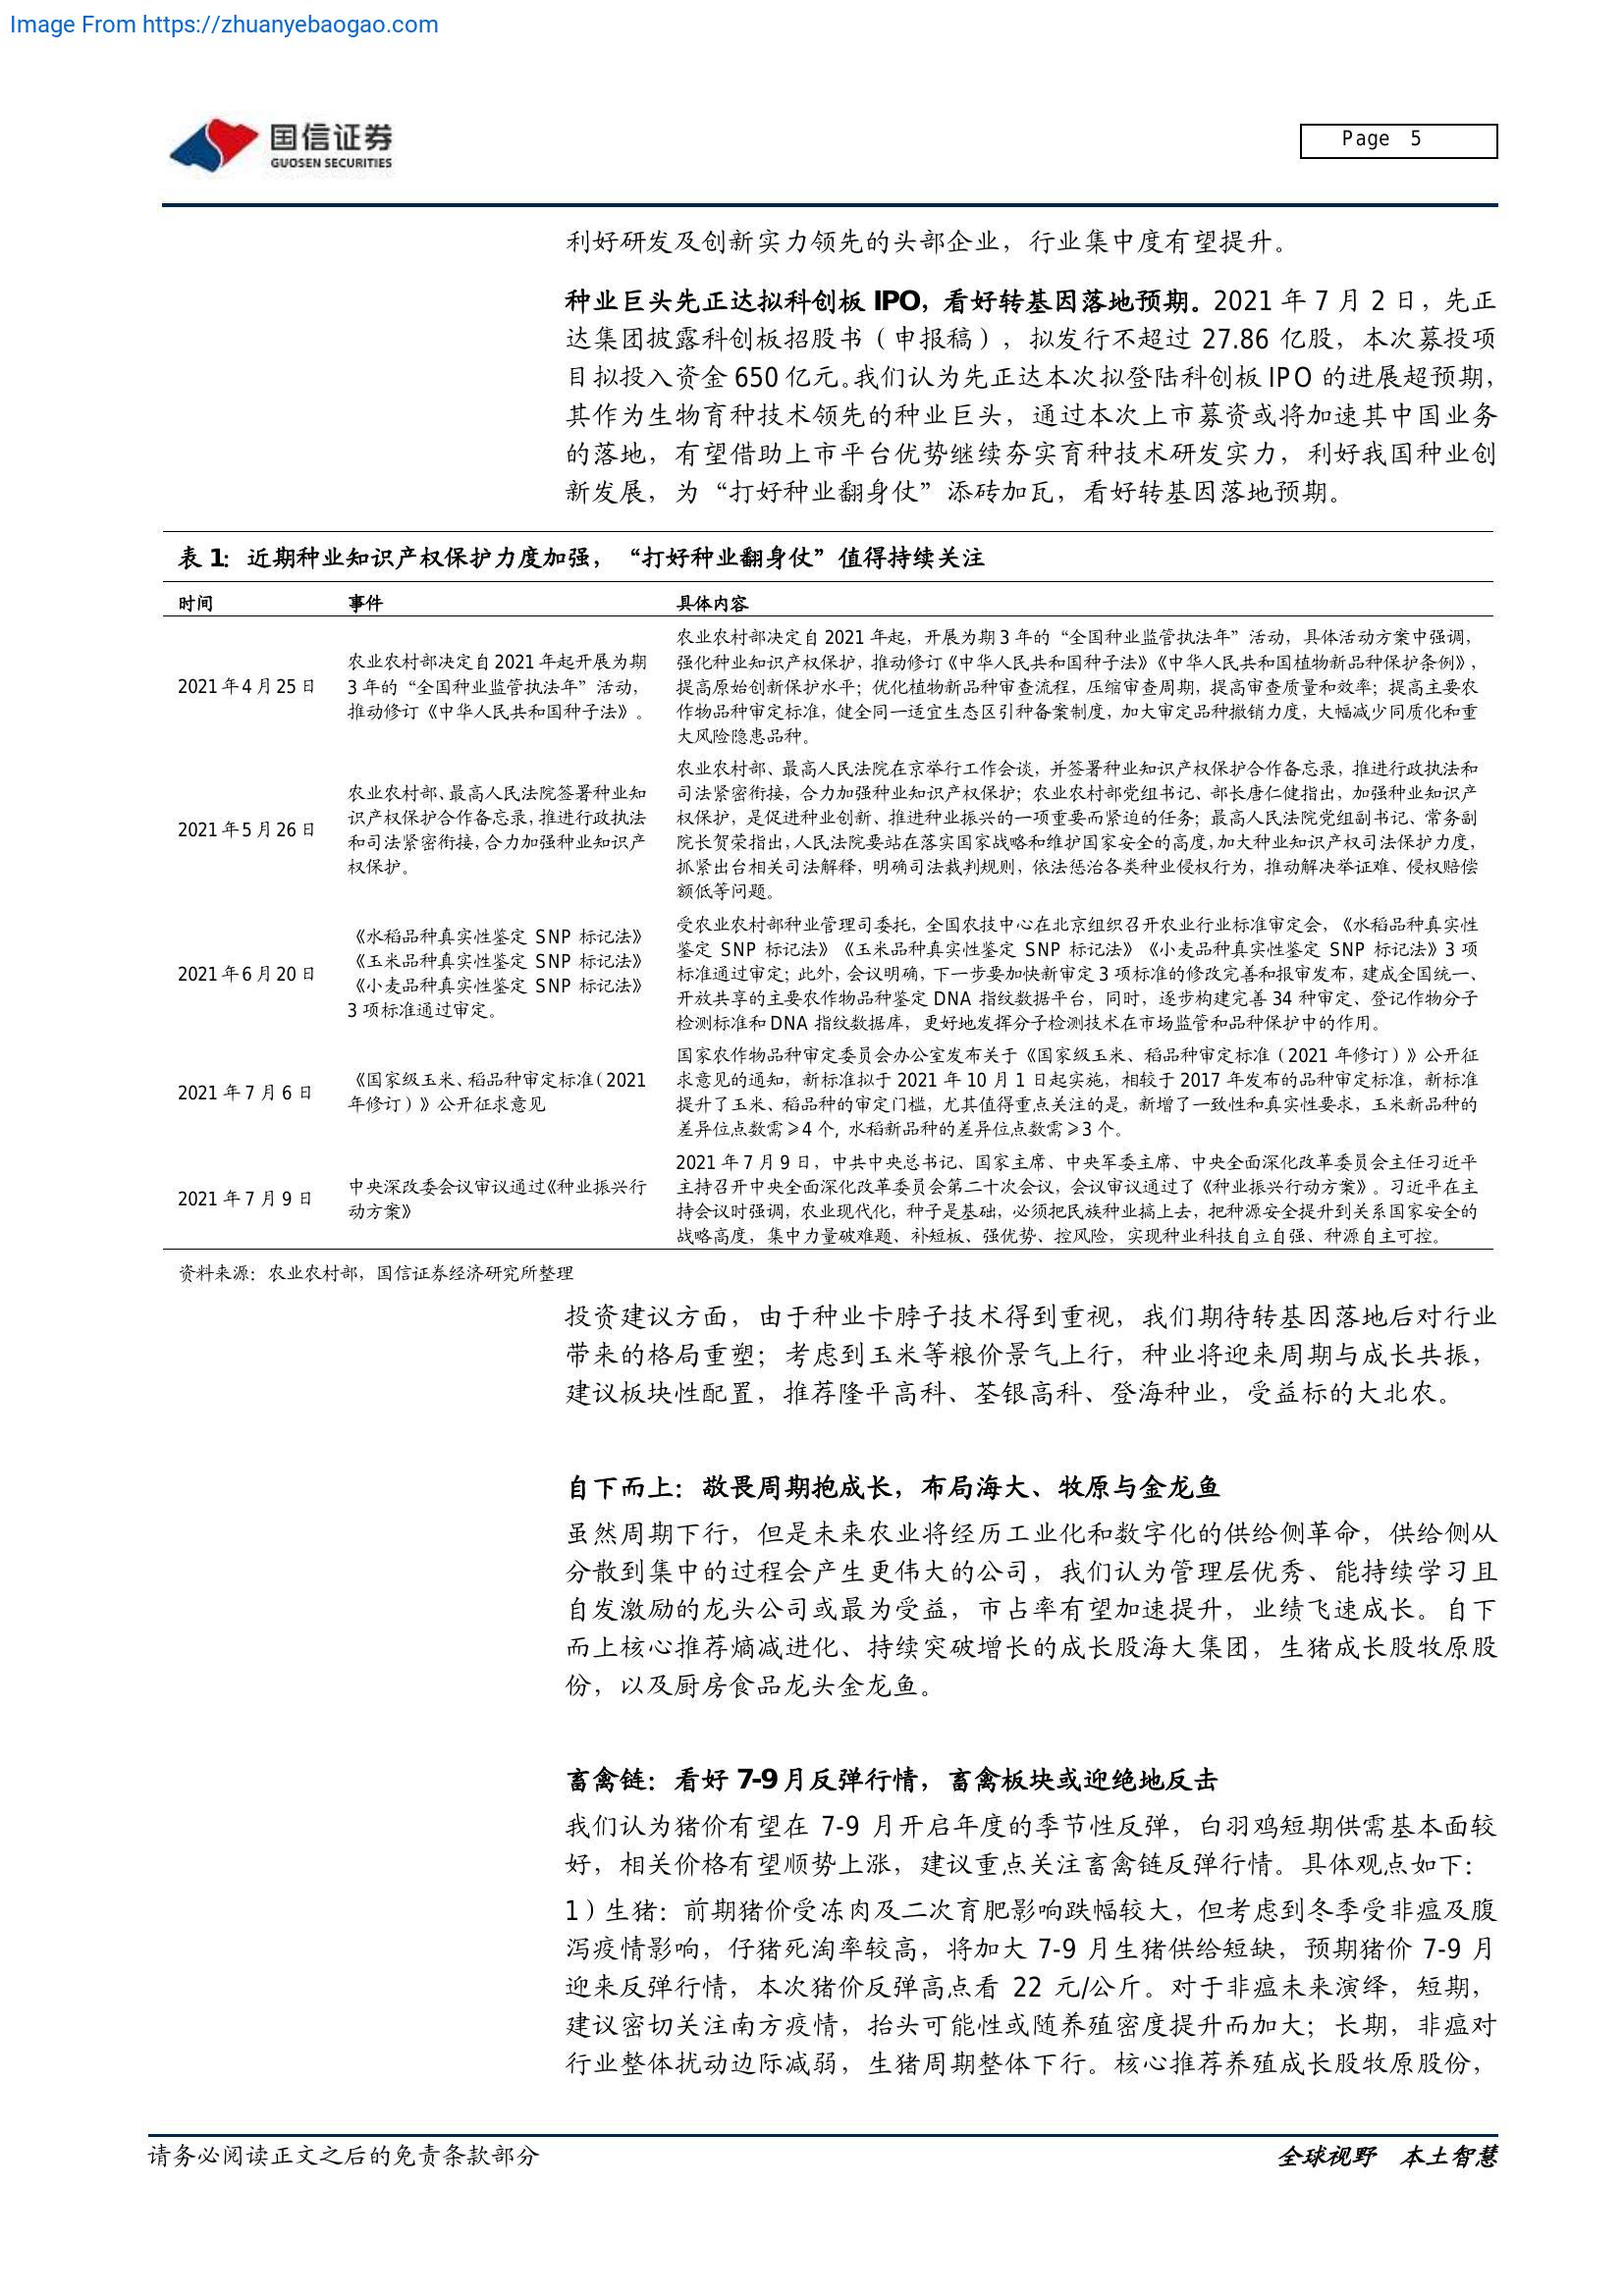 Image From https://zhuanyebaogao.com
国信证券
GUOSEN SECURITIES
Page 5
利好研发及创新实力领先的头部企业，行业集中度有望提升。
种业巨头先正达拟科创板 IPO，看好转基因落地预期。2021 年 7 月 2 日，先正
达集团披露科创板招股书（申报稿），拟发行不超过 27.86 亿股，本次募投项
目拟投入资金 650 亿元。我们认为先正达本次拟登陆科创板 IPO 的进展超预期，
其作为生物育种技术领先的种业巨头，通过本次上市募资或将加速其中国业务
的落地，有望借助上市平台优势继续夯实育种技术研发实力，利好我国种业创
新发展，为“打好种业翻身仗”添砖加瓦，看好转基因落地预期。
表 1：近期种业知识产权保护力度加强，“打好种业翻身仗”值得持续关注
时间 事件 具体内容
2021 年 4 月 25 日
农业农村部决定自 2021 年起开展为期
3 年的“全国种业监管执法年”活动，
推动修订《中华人民共和国种子法》。
农业农村部决定自 2021 年起，开展为期 3 年的“全国种业监管执法年”活动，具体活动方案中强调，
强化种业知识产权保护，推动修订《中华人民共和国种子法》《中华人民共和国植物新品种保护条例》，
提高原始创新保护水平；优化植物新品种审查流程，压缩审查周期，提高审查质量和效率；提高主要农
作物品种审定标准，健全同一适宜生态区引种备案制度，加大审定品种撤销力度，大幅减少同质化和重
大风险隐患品种。
2021 年 5 月 26 日
农业农村部、最高人民法院签署种业知
识产权保护合作备忘录，推进行政执法
和司法紧密衔接，合力加强种业知识产
权保护。
农业农村部、最高人民法院在京举行工作会谈，并签署种业知识产权保护合作备忘录，推进行政执法和
司法紧密衔接，合力加强种业知识产权保护；农业农村部党组书记、部长唐仁健指出，加强种业知识产
权保护，是促进种业创新、推进种业振兴的一项重要而紧迫的任务；最高人民法院党组副书记、常务副
院长贺荣指出，人民法院要站在落实国家战略和维护国家安全的高度，加大种业知识产权司法保护力度，
抓紧出台相关司法解释，明确司法裁判规则，依法惩治各类种业侵权行为，推动解决举证难、侵权赔偿
额低等问题。
2021 年 6 月 20 日
《水稻品种真实性鉴定 SNP 标记法》
《玉米品种真实性鉴定 SNP 标记法》
《小麦品种真实性鉴定 SNP 标记法》
3 项标准通过审定。
受农业农村部种业管理司委托，全国农技中心在北京组织召开农业行业标准审定会，《水稻品种真实性
鉴定 SNP 标记法》《玉米品种真实性鉴定 SNP 标记法》《小麦品种真实性鉴定 SNP 标记法》3 项
标准通过审定；此外，会议明确，下一步要加快新审定 3 项标准的修改完善和报审发布，建成全国统一、
开放共享的主要农作物品种鉴定 DNA 指纹数据平台，同时，逐步构建完善 34 种审定、登记作物分子
检测标准和 DNA 指纹数据库，更好地发挥分子检测技术在市场监管和品种保护中的作用。
2021 年 7 月 6 日
《国家级玉米、稻品种审定标准（2021
年修订）》公开征求意见
国家农作物品种审定委员会办公室发布关于《国家级玉米、稻品种审定标准（2021 年修订）》公开征
求意见的通知，新标准拟于 2021 年 10 月 1 日起实施，相较于 2017 年发布的品种审定标准，新标准
提升了玉米、稻品种的审定门槛，尤其值得重点关注的是，新增了一致性和真实性要求，玉米新品种的
差异位点数需≥4 个，水稻新品种的差异位点数需≥3 个。
2021 年 7 月 9 日
中央深改委会议审议通过《种业振兴行
动方案》
2021 年 7 月 9 日，中共中央总书记、国家主席、中央军委主席、中央全面深化改革委员会主任习近平
主持召开中央全面深化改革委员会第二十次会议，会议审议通过了《种业振兴行动方案》。习近平在主
持会议时强调，农业现代化，种子是基础，必须把民族种业搞上去，把种源安全提升到关系国家安全的
战略高度，集中力量破难题、补短板、强优势、控风险，实现种业科技自立自强、种源自主可控。
资料来源：农业农村部，国信证券经济研究所整理
投资建议方面，由于种业卡脖子技术得到重视，我们期待转基因落地后对行业
带来的格局重塑；考虑到玉米等粮价景气上行，种业将迎来周期与成长共振，
建议板块性配置，推荐隆平高科、荃银高科、登海种业，受益标的大北农。
自下而上：敬畏周期抱成长，布局海大、牧原与金龙鱼
虽然周期下行，但是未来农业将经历工业化和数字化的供给侧革命，供给侧从
分散到集中的过程会产生更伟大的公司，我们认为管理层优秀、能持续学习且
自发激励的龙头公司或最为受益，市占率有望加速提升，业绩飞速成长。自下
而上核心推荐熵减进化、持续突破增长的成长股海大集团，生猪成长股牧原股
份，以及厨房食品龙头金龙鱼。
畜禽链：看好 7-9 月反弹行情，畜禽板块或迎绝地反击
我们认为猪价有望在 7-9 月开启年度的季节性反弹，白羽鸡短期供需基本面较
好，相关价格有望顺势上涨，建议重点关注畜禽链反弹行情。具体观点如下：
1）生猪：前期猪价受冻肉及二次育肥影响跌幅较大，但考虑到冬季受非瘟及腹
泻疫情影响，仔猪死淘率较高，将加大 7-9 月生猪供给短缺，预期猪价 7-9 月
迎来反弹行情，本次猪价反弹高点看 22 元/公斤。对于非瘟未来演绎，短期，
建议密切关注南方疫情，抬头可能性或随养殖密度提升而加大；长期，非瘟对
行业整体扰动边际减弱，生猪周期整体下行。核心推荐养殖成长股牧原股份，
请务必阅读正文之后的免责条款部分
全球视野 本土智慧